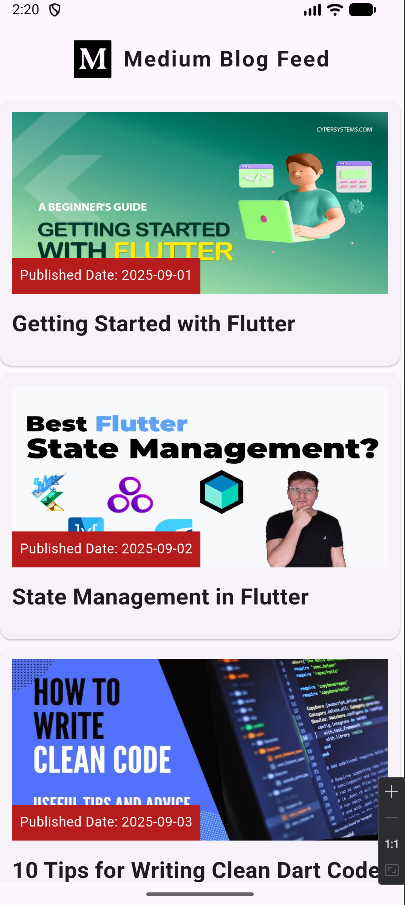 2:20
M Medium Blog Feed
CYPERSYSTEMS.COM
A BEGINNER'S GUIDE
GETTING STARTED
WITH FLUTTER
Published Date: 2025-09-01
Getting Started with Flutter
Best Flutter
State Management?
Published Date: 2025-09-02
State Management in Flutter
HOW TO
WRITE
CLEAN CODE
USEFUL TIPS AND ADVICE
Published Date: 2025-09-03
10 Tips for Writing Clean Dart Code
1:1